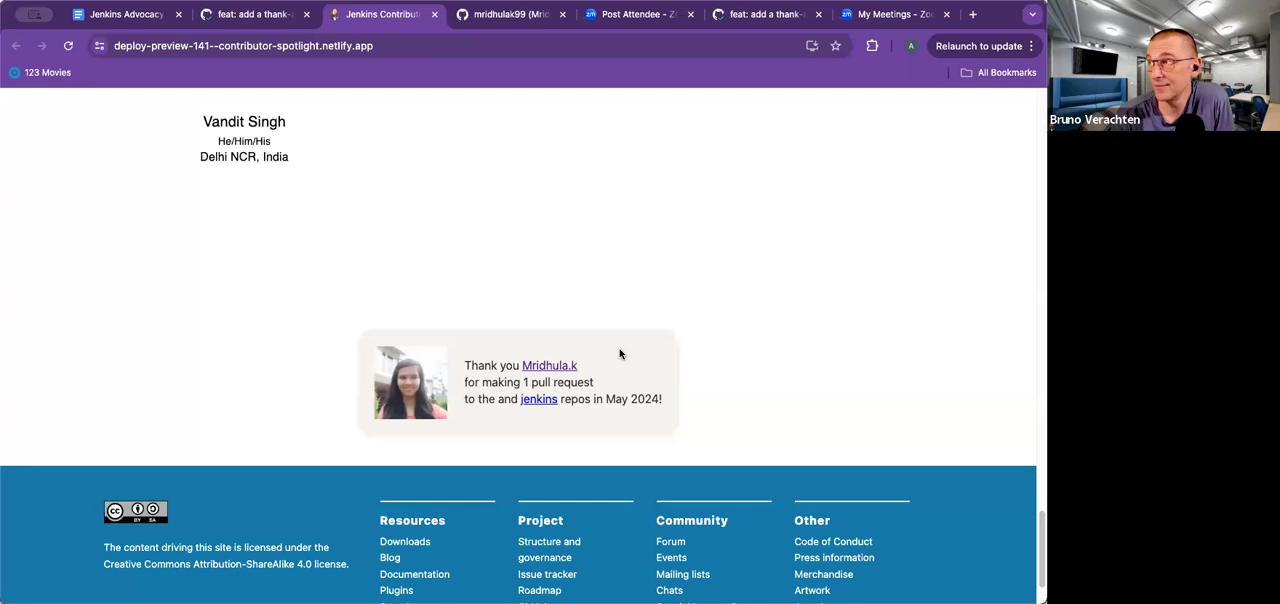 Jenkins Advocacy
feat: add a thank-
Jenkins Contribut
mridhulak99 (Mrid
Post Attendee - Zo
feat: add a thank-
My Meetings - Zoo
deploy-preview-141--contributor-spotlight.netlify.app
A
Relaunch to update
123 Movies
All Bookmarks
Bruno Verachten
Vandit Singh
He/Him/His
Delhi NCR, India
Thank you Mridhula.k
for making 1 pull request
to the and jenkins repos in May 2024!
CC
BY SA
The content driving this site is licensed under the
Creative Commons Attribution-ShareAlike 4.0 license.
Resources
Downloads
Blog
Documentation
Plugins
Project
Structure and
governance
Issue tracker
Roadmap
Community
Forum
Events
Mailing lists
Chats
Other
Code of Conduct
Press information
Merchandise
Artwork